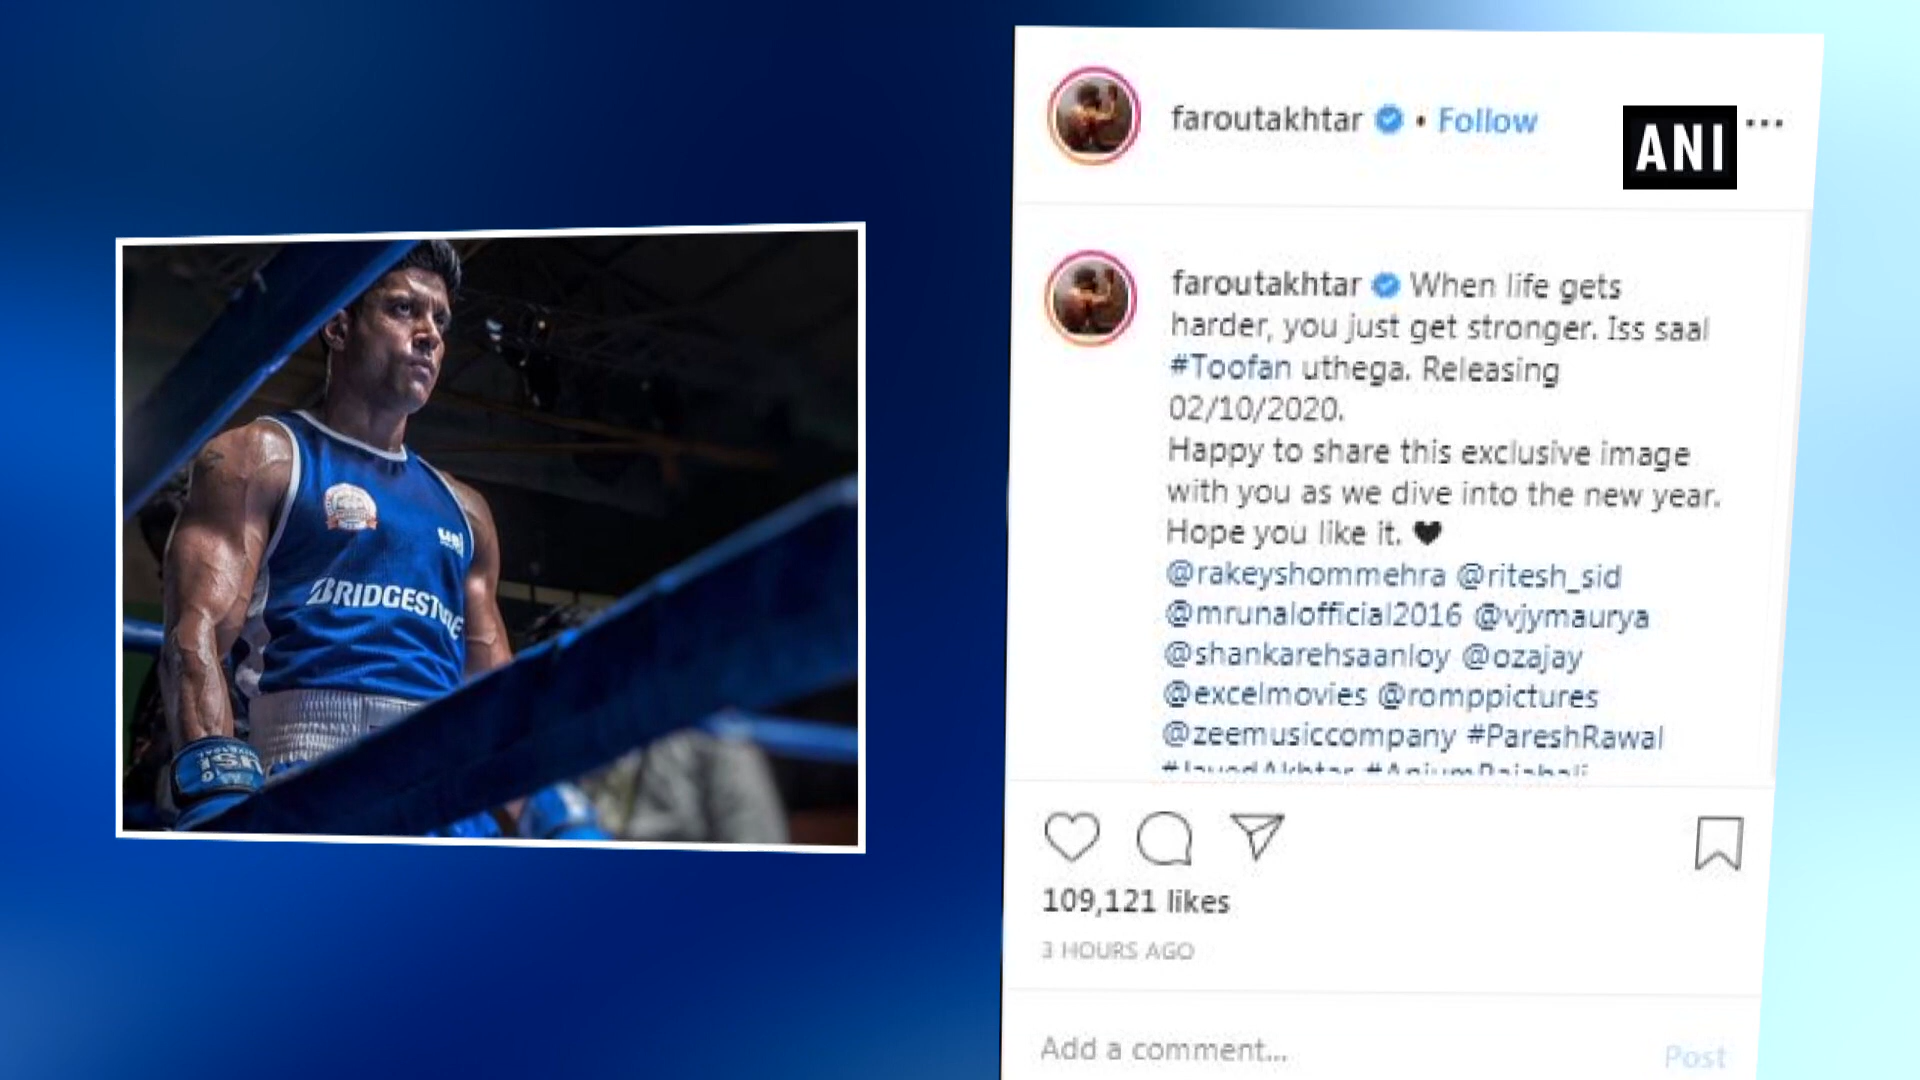 faroutakhtar • Follow
ANI
faroutakhtar When life gets
harder, you just get stronger. Iss saal
#Toofan uthega. Releasing
02/10/2020.
Happy to share this exclusive image
with you as we dive into the new year.
Hope you like it. 🖤
@rakeyshommehra @ritesh_sid
@mrunalofficial2016 @vjymaurya
@shankarehsaanloy @ozajay
@excelmovies @romppictures
@zeemusiccompany #PareshRawal
#JavedAkhtar #AnjumRajabali
109,121 likes
3 HOURS AGO
Add a comment...
Post
BRIDGESTONE
USI